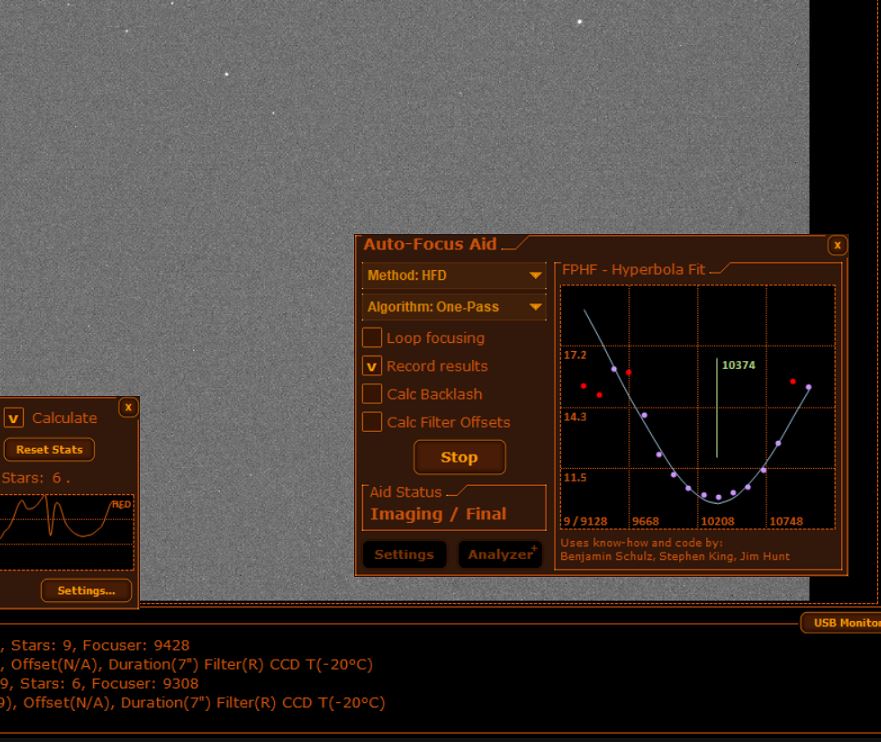 Auto-Focus Aid
x
Method: HFD
Algorithm: One-Pass
Loop focusing
v Record results
Calc Backlash
Calc Filter Offsets
Stop
Aid Status
Imaging / Final
Settings
Analyzer+
FPHF - Hyperbola Fit
17.2
14.3
11.5
10374
9 / 9128
9668
10208
10748
Uses know-how and code by:
Benjamin Schulz, Stephen King, Jim Hunt
x
v Calculate
Reset Stats
Stars: 6 .
Settings...
USB Monitor
, Stars: 9, Focuser: 9428
, Offset(N/A), Duration(7") Filter(R) CCD T(-20°C)
9, Stars: 6, Focuser: 9308
9), Offset(N/A), Duration(7") Filter(R) CCD T(-20°C)